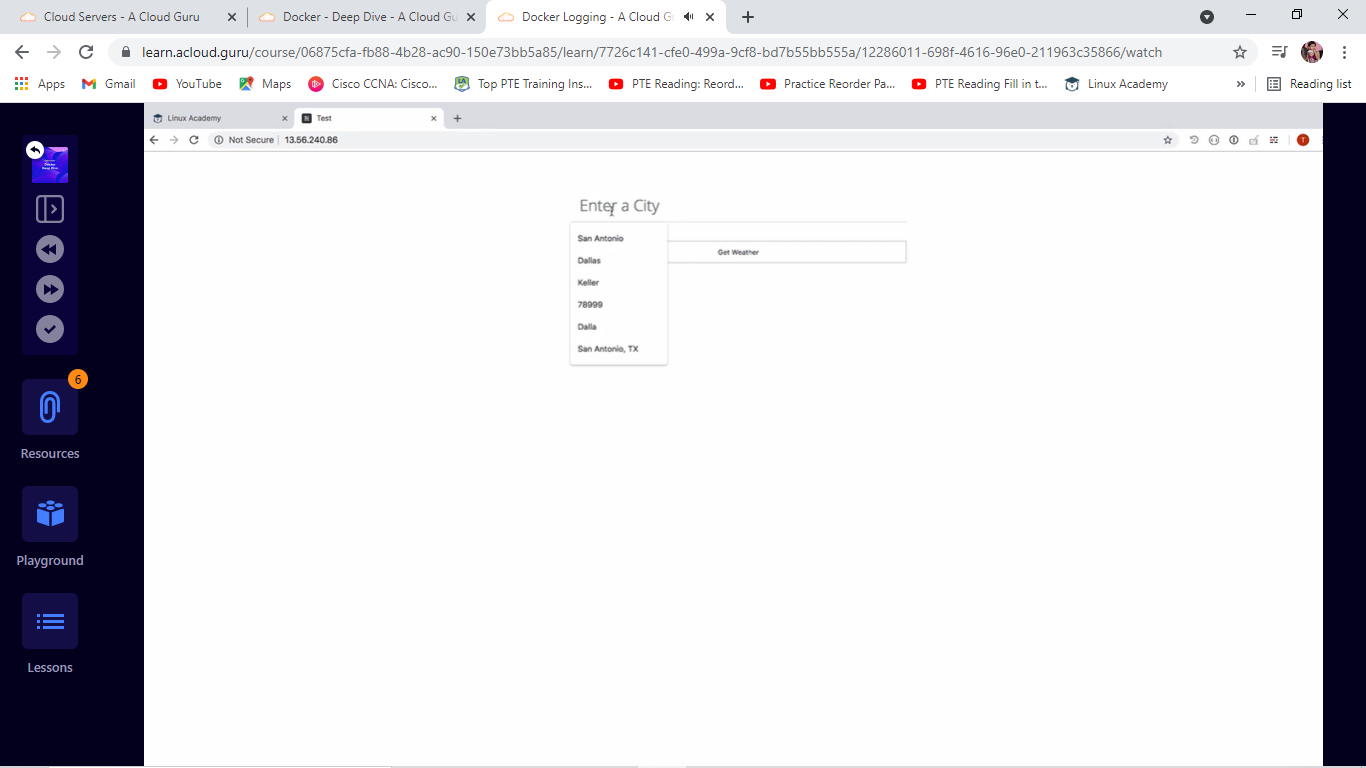 Cloud Servers - A Cloud Guru
Docker - Deep Dive - A Cloud Gu
Docker Logging - A Cloud G
learn.acloud.guru/course/06875cfa-fb88-4b28-ac90-150e73bb5a85/learn/7726c141-cfe0-499a-9cf8-bd7b55bb555a/12286011-698f-4616-96e0-211963c35866/watch
Apps Gmail YouTube Maps Cisco CCNA: Cisco... Top PTE Training Ins... PTE Reading: Reord... Practice Reorder Pa... PTE Reading Fill in t... Linux Academy » Reading list
Linux Academy
Test
Not Secure 13.56.240.86
T
Docker
Deep Dive
Enter a City
San Antonio
Get Weather
Dallas
Keller
78999
Dalla
San Antonio, TX
6
Resources
Playground
Lessons